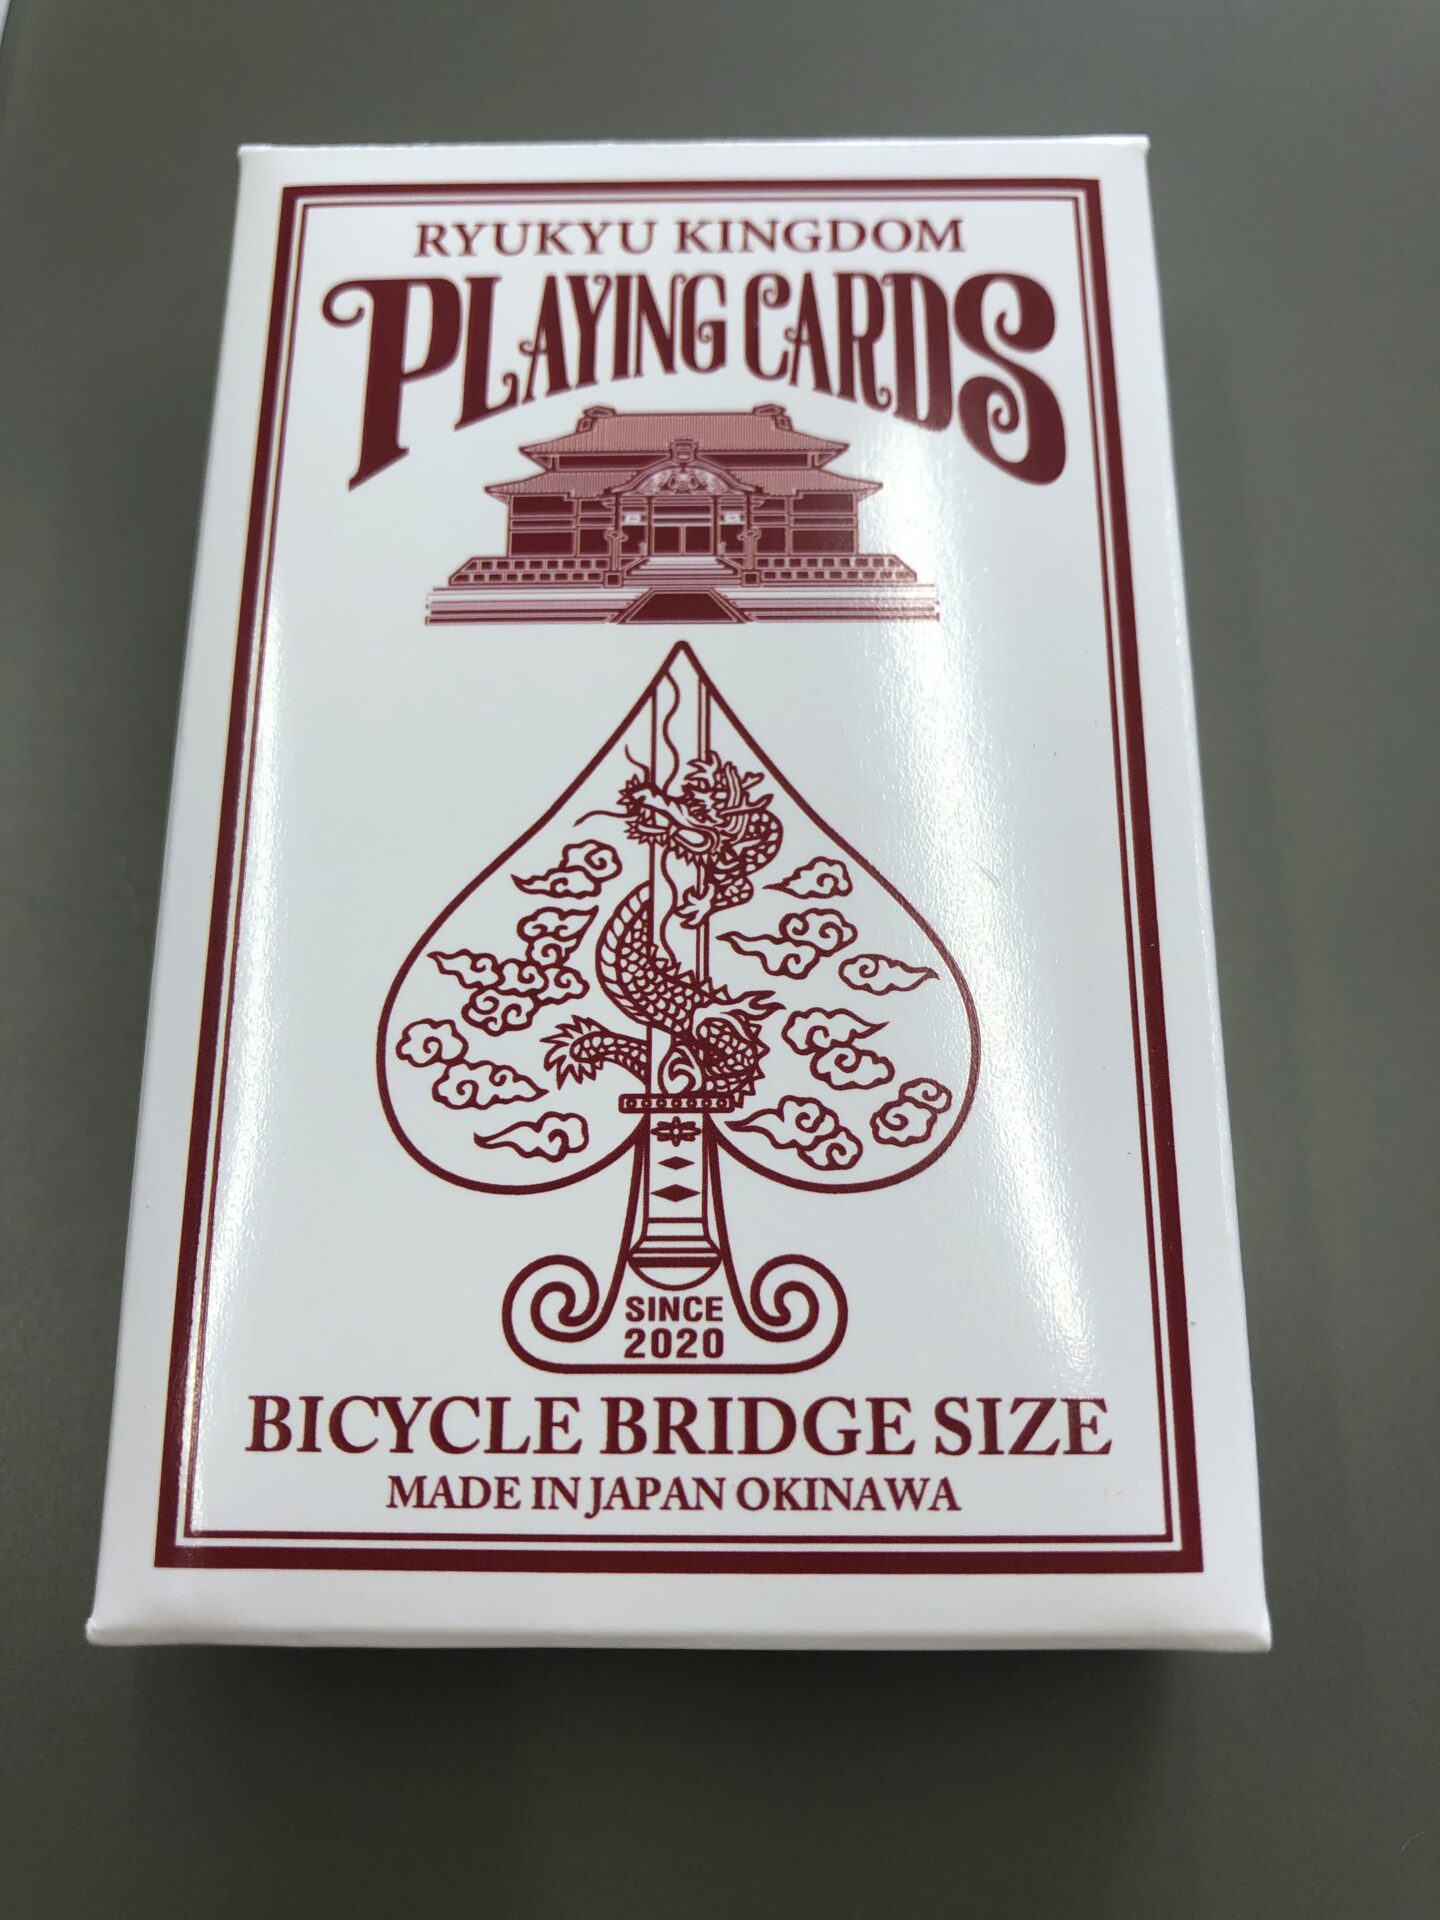 RYUKYU KINGDOM
PLAYING CARDS
SINCE
2020
BICYCLE BRIDGE SIZE
MADE IN JAPAN OKINAWA